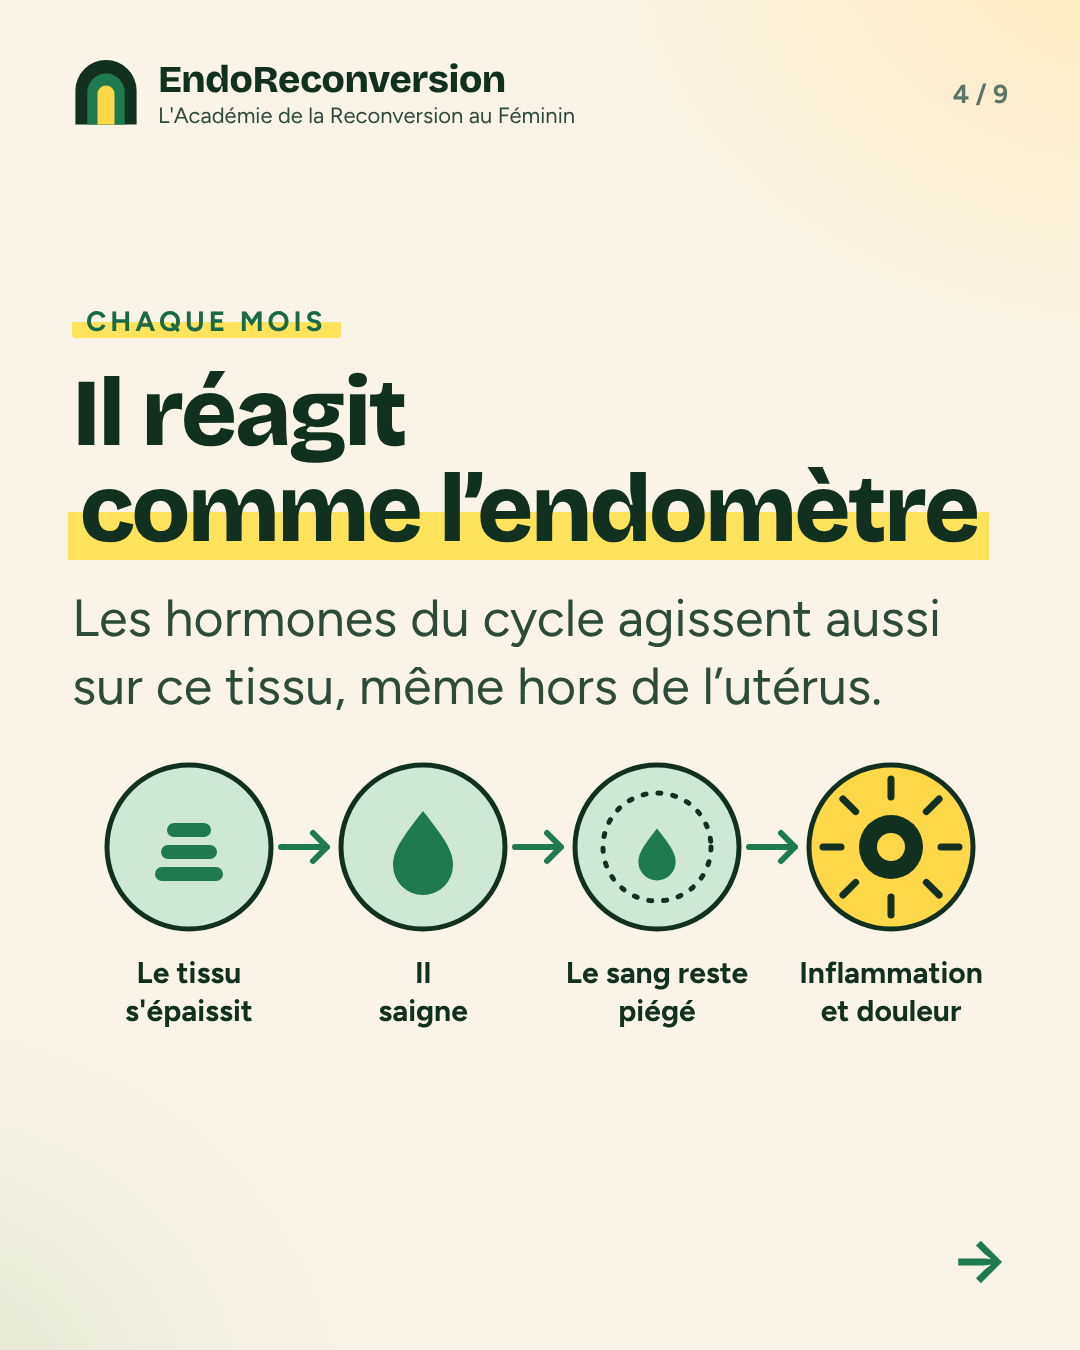 EndoReconversion
L'Académie de la Reconversion au Féminin
4 / 9
CHAQUE MOIS
Il réagit
comme l’endomètre
Les hormones du cycle agissent aussi
sur ce tissu, même hors de l’utérus.
Le tissu
s'épaissit
Il
saigne
Le sang reste
piégé
Inflammation
et douleur